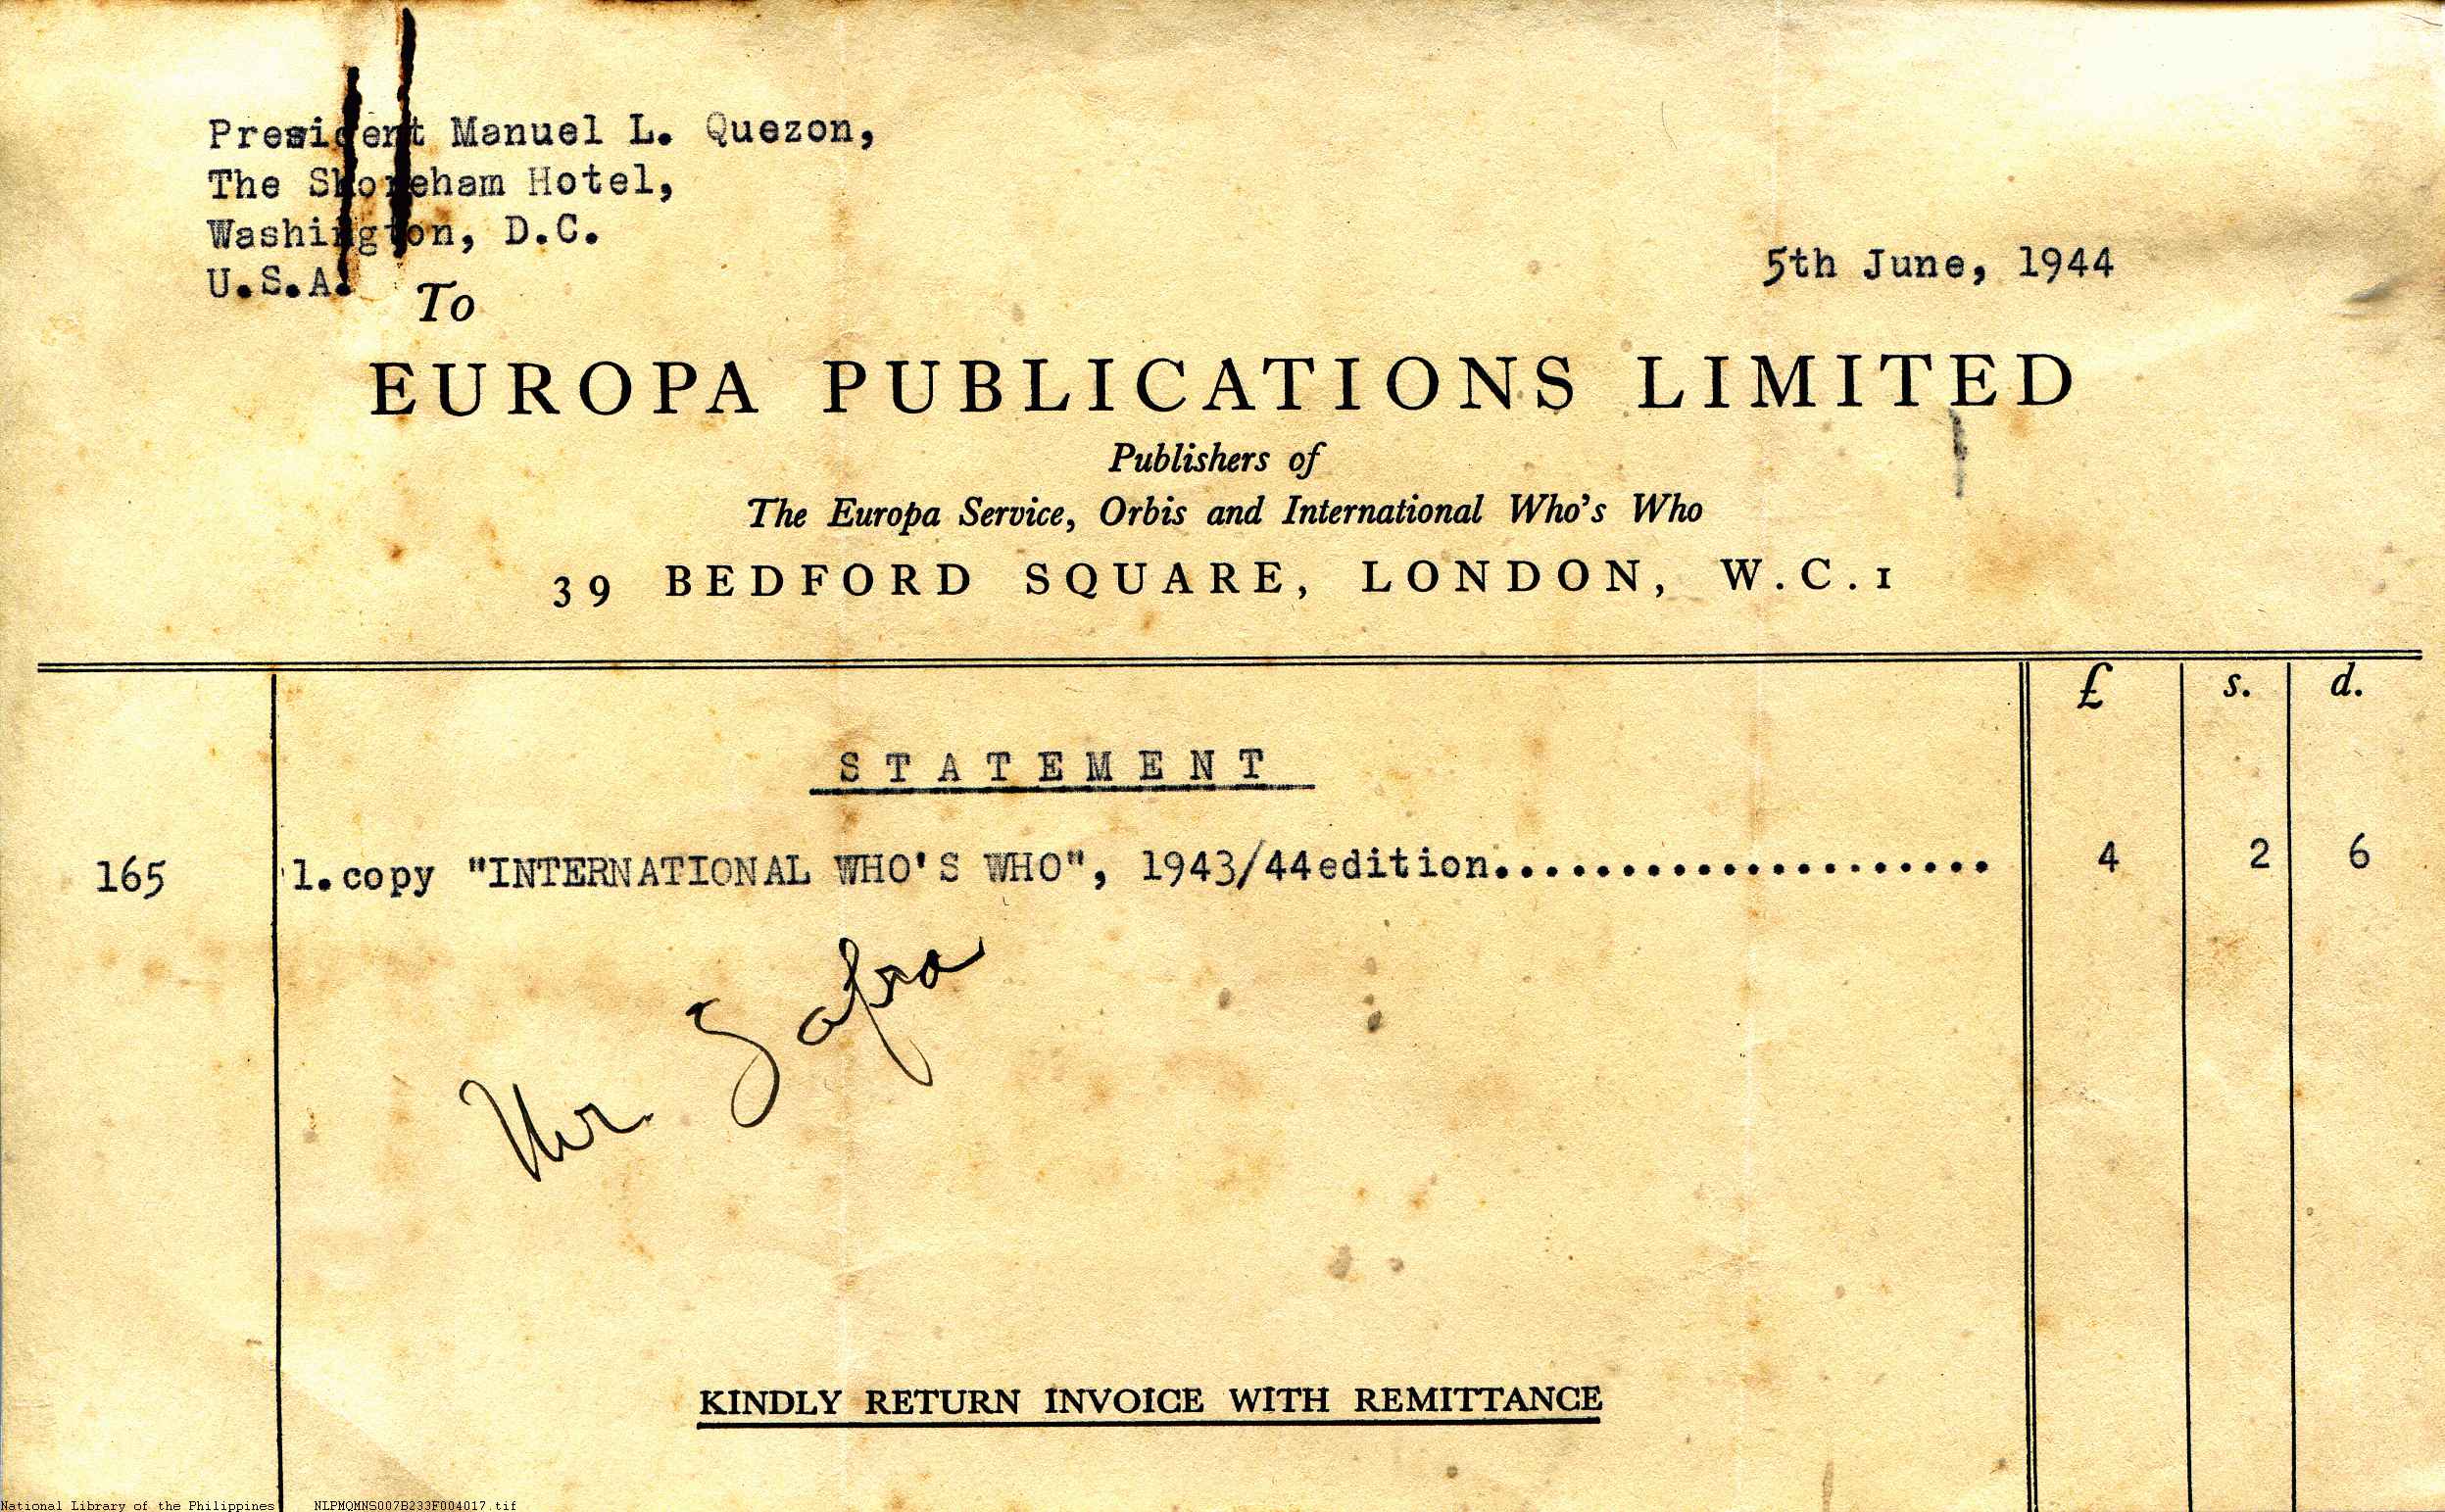 President Manuel L. Quezon,
The Shoreham Hotel,
Washington, D.C.
U.S.A.
5th June, 1944
To
EUROPA PUBLICATIONS LIMITED
Publishers of
The Europa Service, Orbis and International Who's Who
39 BEDFORD SQUARE, LONDON, W.C.1
£ s. d.
STATEMENT
165 1.copy "INTERNATIONAL WHO'S WHO", 1943/44edition.................... 4 2 6
Mr. Zafra
KINDLY RETURN INVOICE WITH REMITTANCE
National Library of the Philippines NLPMQMNS007B233F004017.tif